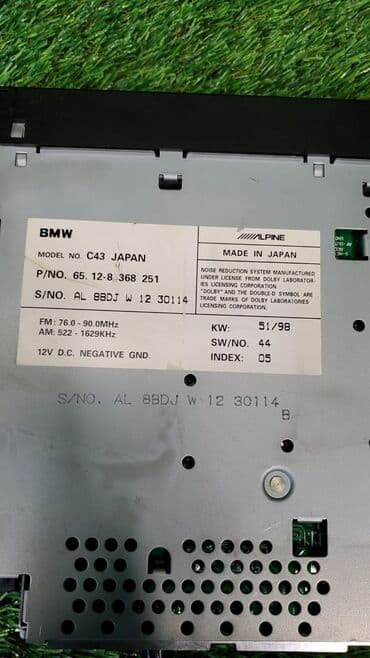 BMW
MODEL NO. C43 JAPAN
P/NO. 65.12-8 368 251
S/NO. AL 8BDJ W 12 30114
FM: 76.0 - 90.0MHz
AM: 522 - 1629KHz
12V D.C. NEGATIVE GND.
ALPINE
MADE IN JAPAN
NOISE REDUCTION SYSTEM MANUFACTURED
UNDER LICENSE FROM DOLBY LABORATOR-
IES LICENSING CORPORATION.
"DOLBY" AND THE DOUBLE-D SYMBOL ARE
TRADE MARKS OF DOLBY LABORATORIES
LICENSING CORPORATION.
KW: 51/98
SW/NO. 44
INDEX: 05
S/NO. AL 8BDJ W 12 30114
B